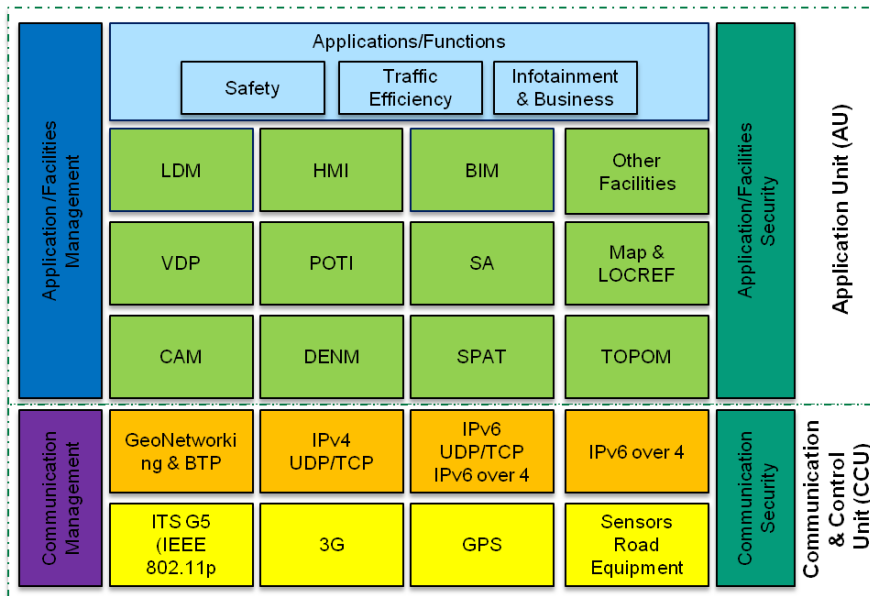 Applications/Functions
Safety
Traffic
Efficiency
Infotainment
& Business
Application /Facilities
Management
LDM
HMI
BIM
Other
Facilities
VDP
POTI
SA
Map &
LOCREF
CAM
DENM
SPAT
TOPOM
Application/Facilities
Security
Application Unit (AU)
Communication
Management
GeoNetworki
ng & BTP
IPv4
UDP/TCP
IPv6
UDP/TCP
IPv6 over 4
IPv6 over 4
ITS G5
(IEEE
802.11p
3G
GPS
Sensors
Road
Equipment
Communication
Security
Communication
& Control
Unit (CCU)